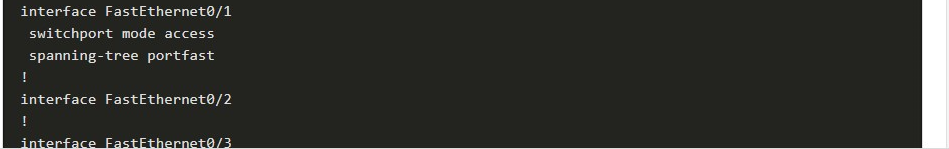 interface FastEthernet0/1
switchport mode access
spanning-tree portfast
!
interface FastEthernet0/2
!
interface FastEthernet0/3